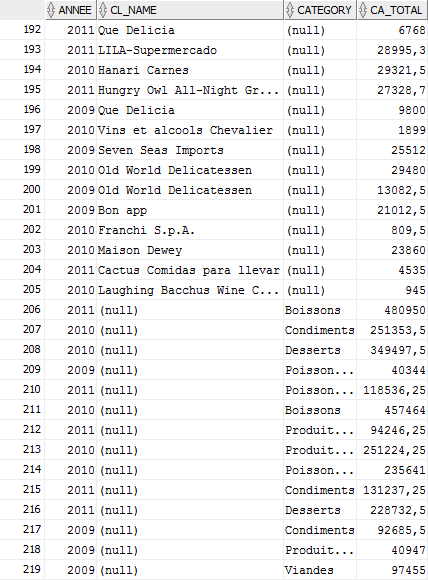 ANNEE CL_NAME CATEGORY CA_TOTAL
192 2011 Que Delicia (null) 6768
193 2011 LILA-Supermercado (null) 28995,3
194 2010 Hanari Carnes (null) 29321,5
195 2011 Hungry Owl All-Night Gr... (null) 27328,7
196 2009 Que Delicia (null) 9800
197 2010 Vins et alcools Chevalier (null) 1899
198 2009 Seven Seas Imports (null) 25512
199 2010 Old World Delicatessen (null) 29480
200 2009 Old World Delicatessen (null) 13082,5
201 2009 Bon app (null) 21012,5
202 2010 Franchi S.p.A. (null) 809,5
203 2010 Maison Dewey (null) 23860
204 2011 Cactus Comidas para llevar (null) 4535
205 2010 Laughing Bacchus Wine C... (null) 945
206 2011 (null) Boissons 480950
207 2010 (null) Condiments 251353,5
208 2010 (null) Desserts 349497,5
209 2009 (null) Poisson... 40344
210 2011 (null) Poisson... 118536,25
211 2010 (null) Boissons 457464
212 2011 (null) Produit... 94246,25
213 2010 (null) Produit... 251224,25
214 2010 (null) Poisson... 235641
215 2011 (null) Condiments 131237,25
216 2011 (null) Desserts 228732,5
217 2009 (null) Condiments 92685,5
218 2009 (null) Produit... 40947
219 2009 (null) Viandes 97455